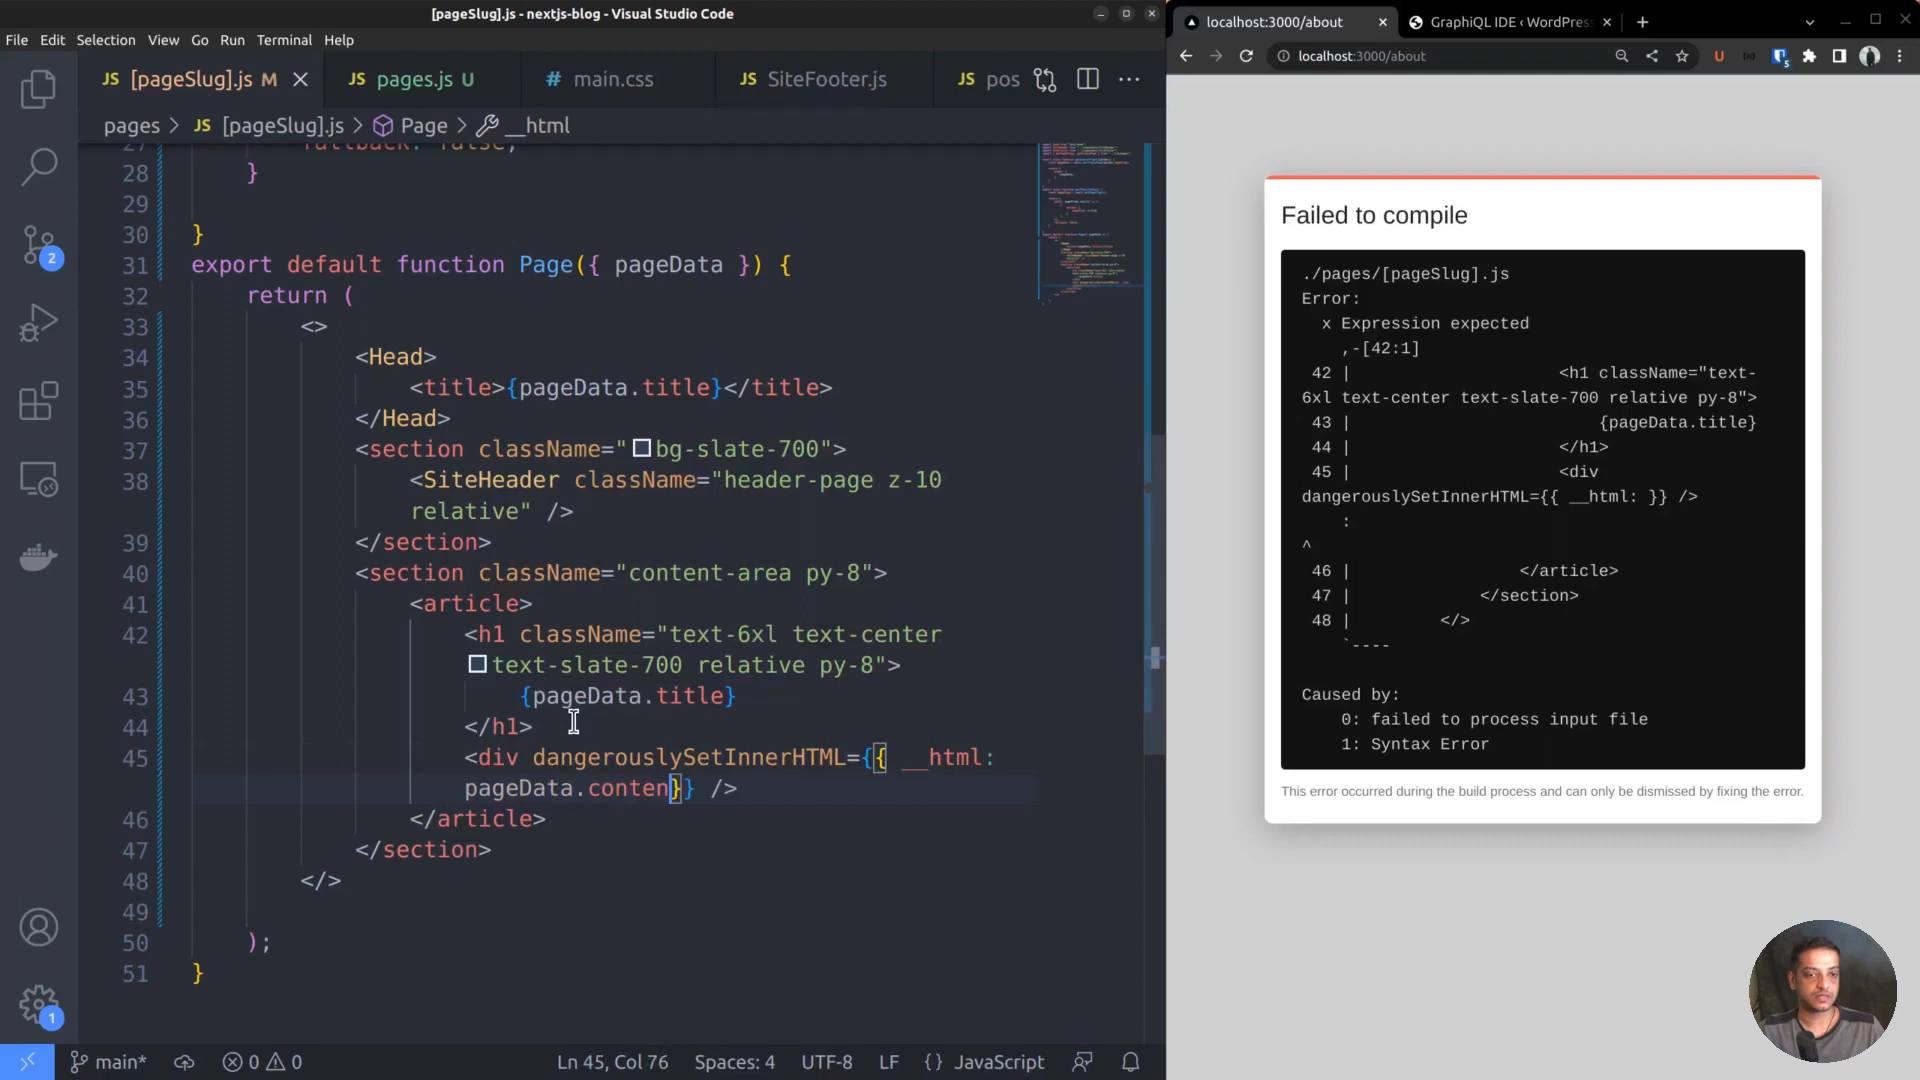 [pageSlug].js - nextjs-blog - Visual Studio Code
File Edit Selection View Go Run Terminal Help
JS [pageSlug].js M
JS pages.js U
# main.css
JS SiteFooter.js
JS pos
pages > JS [pageSlug].js > Page > __html
27 fallback: false,
28 }
29
30 }
31 export default function Page({ pageData }) {
32 return (
33 <>
34 <Head>
35 <title>{pageData.title}</title>
36 </Head>
37 <section className="bg-slate-700">
38 <SiteHeader className="header-page z-10
relative" />
39 </section>
40 <section className="content-area py-8">
41 <article>
42 <h1 className="text-6xl text-center
text-slate-700 relative py-8">
43 {pageData.title}
44 </h1>
45 <div dangerouslySetInnerHTML={{ __html:
pageData.conten}} />
46 </article>
47 </section>
48 </>
49
50 );
51 }
2
1
main*
0 0
Ln 45, Col 76
Spaces: 4
UTF-8
LF
{} JavaScript
localhost:3000/about
GraphiQL IDE ‹ WordPres
localhost:3000/about
U
5
Failed to compile
./pages/[pageSlug].js
Error:
x Expression expected
,-[42:1]
42 | <h1 className="text-
6xl text-center text-slate-700 relative py-8">
43 | {pageData.title}
44 | </h1>
45 | <div
dangerouslySetInnerHTML={{ __html: }} />
:
^
46 | </article>
47 | </section>
48 | </>
`----
Caused by:
0: failed to process input file
1: Syntax Error
This error occurred during the build process and can only be dismissed by fixing the error.